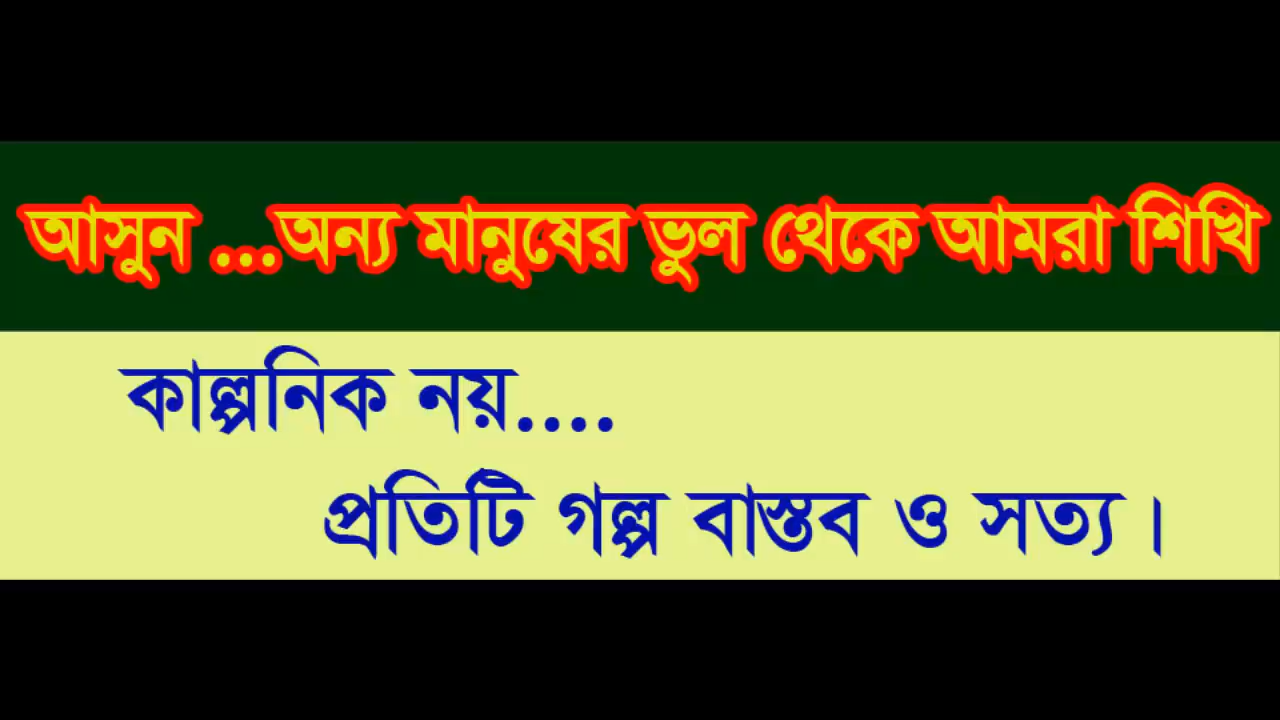 আসুন ...অন্য মানুষের ভুল থেকে আমরা শিখি
কাল্পনিক নয়....
প্রতিটি গল্প বাস্তব ও সত্য।